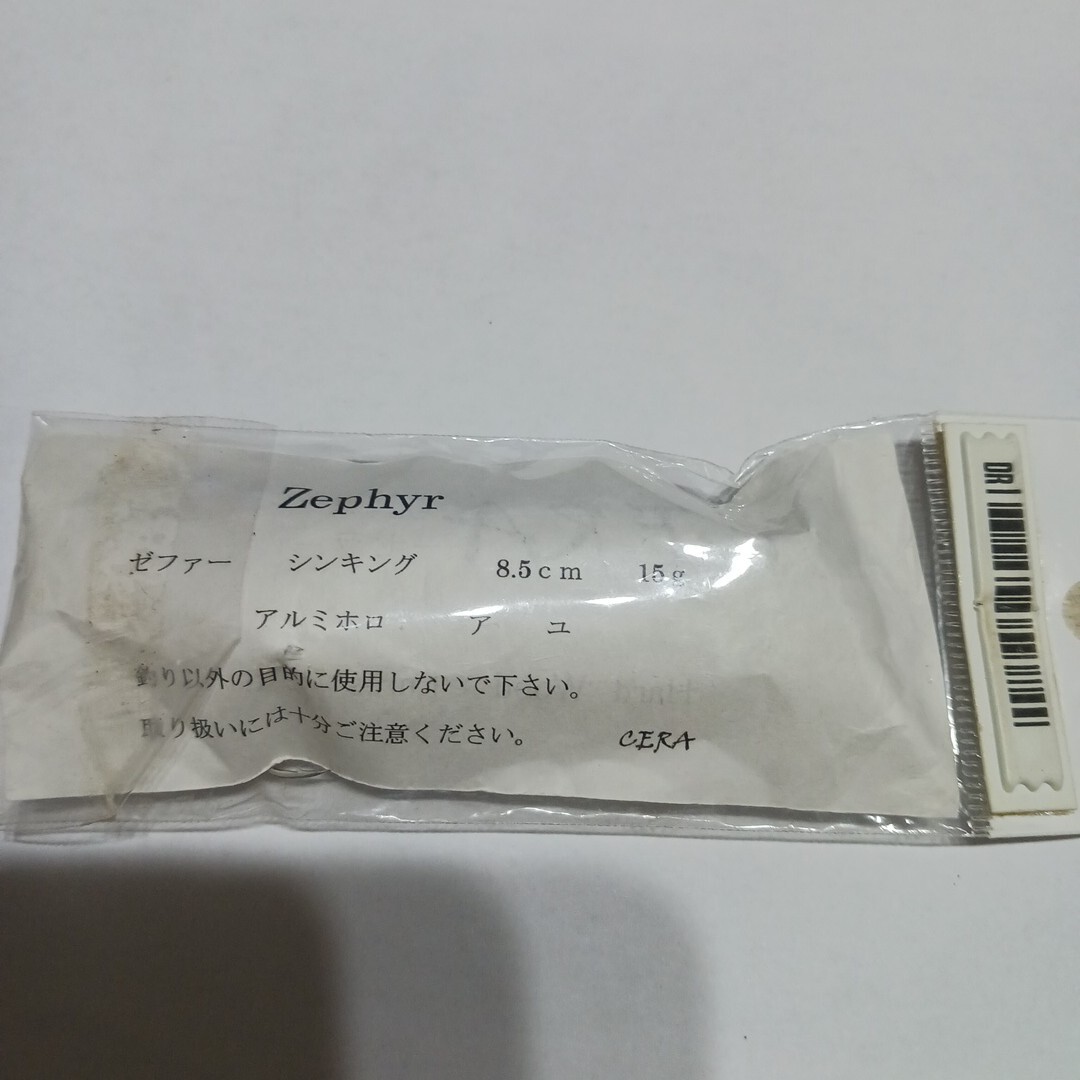 Zephyr
ゼファー シンキング 8.5cm 15g
アルミホロ ア ユ
釣り以外の目的に使用しないで下さい。
取り扱いには十分ご注意ください。 CERA
DR